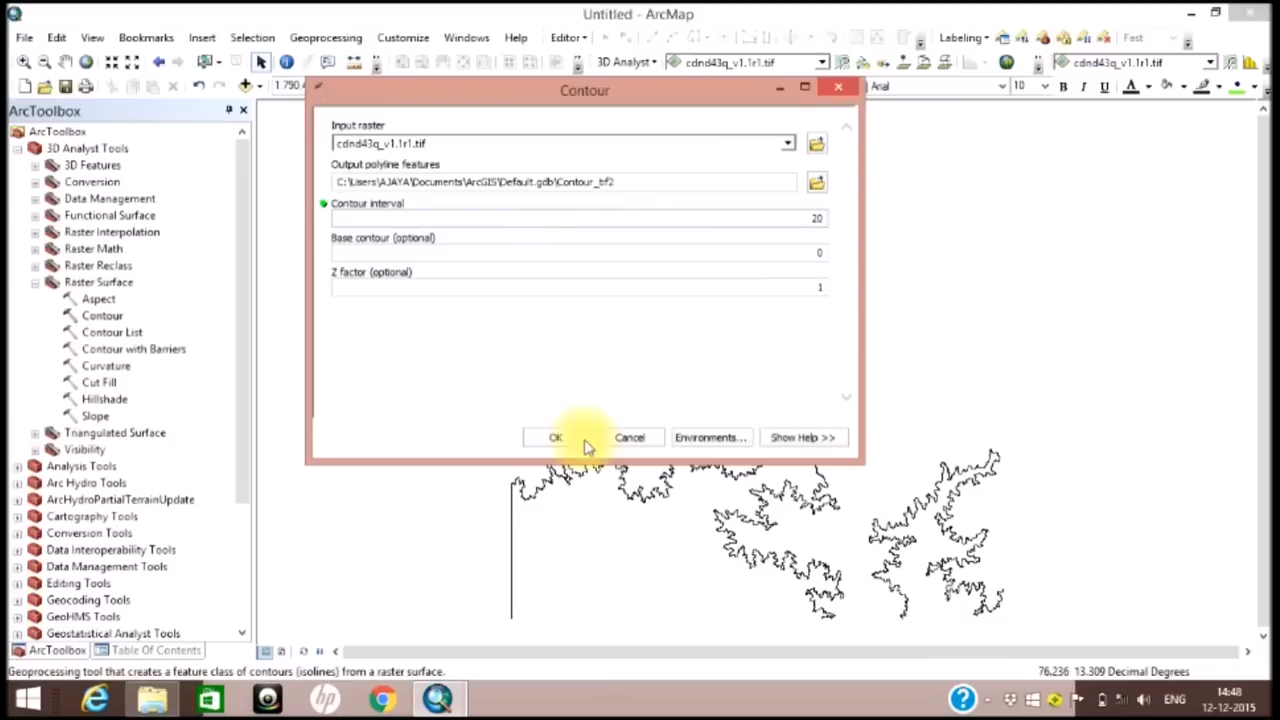 Untitled - ArcMap
File Edit View Bookmarks Insert Selection Geoprocessing Customize Windows Help Editor Labeling Fast
3D Analyst cdnd43q_v1.1r1.tif cdnd43q_v1.1r1.tif
1.790.4 Arial 10 B I U A
ArcToolbox
ArcToolbox
3D Analyst Tools
3D Features
Conversion
Data Management
Functional Surface
Raster Interpolation
Raster Math
Raster Reclass
Raster Surface
Aspect
Contour
Contour List
Contour with Barriers
Curvature
Cut Fill
Hillshade
Slope
Triangulated Surface
Visibility
Analysis Tools
Arc Hydro Tools
ArcHydroPartialTerrainUpdate
Cartography Tools
Conversion Tools
Data Interoperability Tools
Data Management Tools
Editing Tools
Geocoding Tools
GeoHMS Tools
Geostatistical Analyst Tools
ArcToolbox Table Of Contents
Contour
Input raster
cdnd43q_v1.1r1.tif
Output polyline features
C:\Users\AJAYA\Documents\ArcGIS\Default.gdb\Contour_tif2
Contour interval
20
Base contour (optional)
0
Z factor (optional)
1
OK Cancel Environments... Show Help >>
Geoprocessing tool that creates a feature class of contours (isolines) from a raster surface. 76.236 13.309 Decimal Degrees
hp ? ENG 14:48
12-12-2015